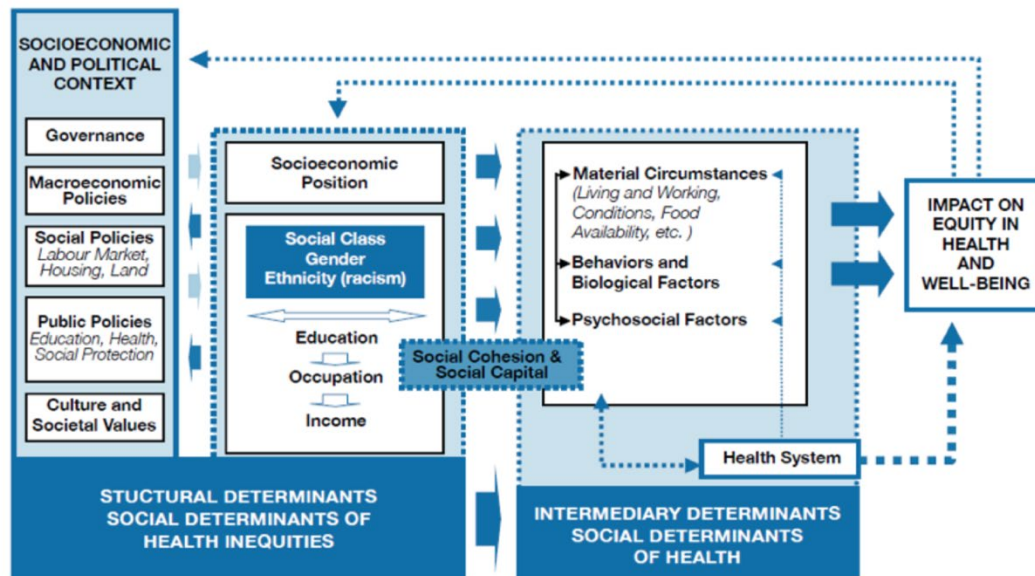 SOCIOECONOMIC
AND POLITICAL
CONTEXT
Governance
Macroeconomic
Policies
Social Policies
Labour Market,
Housing, Land
Public Policies
Education, Health,
Social Protection
Culture and
Societal Values
Socioeconomic
Position
Social Class
Gender
Ethnicity (racism)
Education
Occupation
Income
Social Cohesion &
Social Capital
Material Circumstances
(Living and Working,
Conditions, Food
Availability, etc. )
Behaviors and
Biological Factors
Psychosocial Factors
Health System
IMPACT ON
EQUITY IN
HEALTH
AND
WELL-BEING
STUCTURAL DETERMINANTS
SOCIAL DETERMINANTS OF
HEALTH INEQUITIES
INTERMEDIARY DETERMINANTS
SOCIAL DETERMINANTS
OF HEALTH